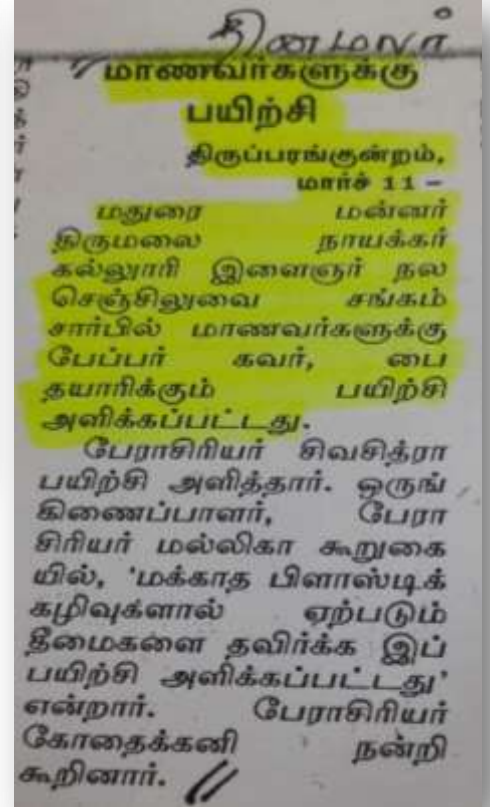 தினமலர்
மாணவர்களுக்கு
பயிற்சி
திருப்பரங்குன்றம்,
மார்ச் 11 –
மதுரை மன்னர்
திருமலை நாயக்கர்
கல்லூரி இளைஞர் நல
செஞ்சிலுவை சங்கம்
சார்பில் மாணவர்களுக்கு
பேப்பர் கவர், பை
தயாரிக்கும் பயிற்சி
அளிக்கப்பட்டது.
பேராசிரியர் சிவசித்ரா
பயிற்சி அளித்தார். ஒருங்
கிணைப்பாளர், பேரா
சிரியர் மல்லிகா கூறுகை
யில், 'மக்காத பிளாஸ்டிக்
கழிவுக்ளால் ஏற்படும்
தீமைகளை தவிர்க்க இப்
பயிற்சி அளிக்கப்பட்டது'
என்றார். பேராசிரியர்
கோதைக்கனி நன்றி
கூறினார்.